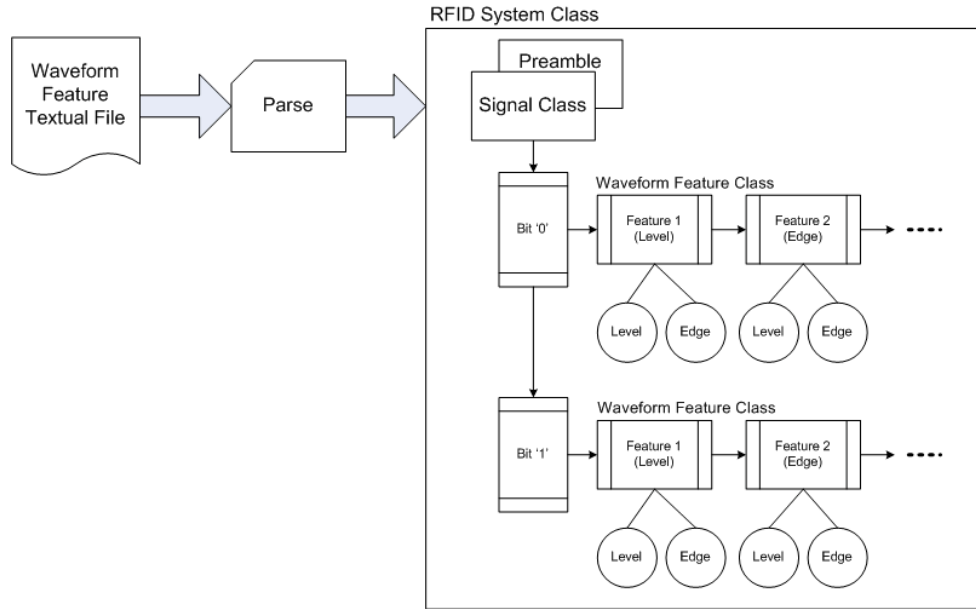 RFID System Class
Waveform
Feature
Textual File
Parse
Preamble
Signal Class
Waveform Feature Class
Bit ‘0’
Feature 1
(Level)
Feature 2
(Edge)
Level
Edge
Level
Edge
Waveform Feature Class
Bit ‘1’
Feature 1
(Level)
Feature 2
(Edge)
Level
Edge
Level
Edge